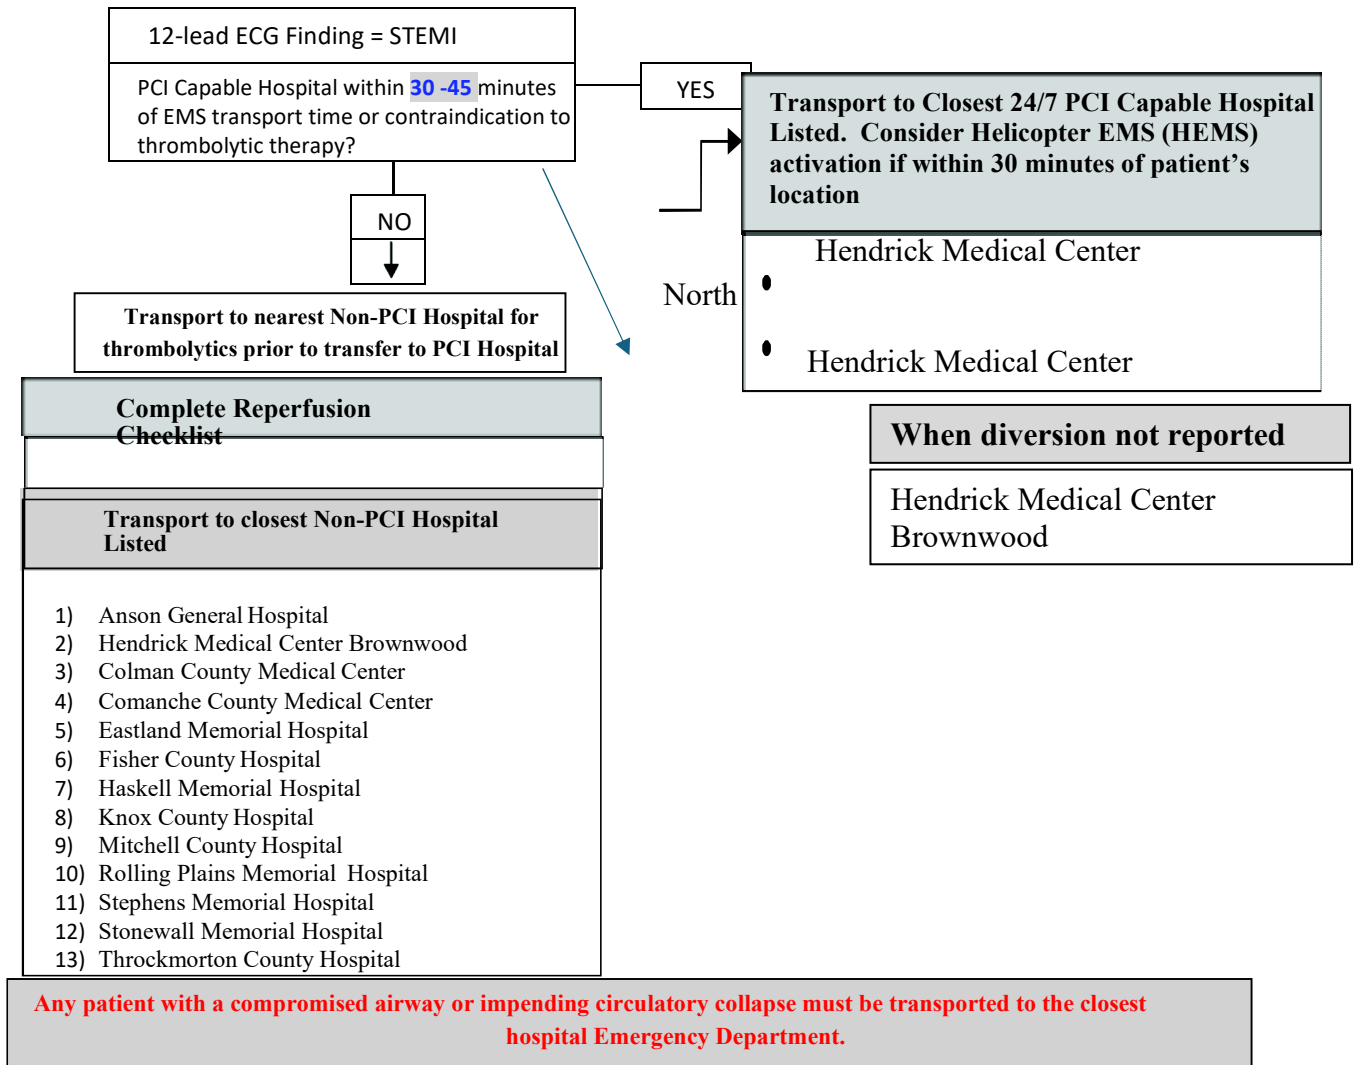 12-lead ECG Finding = STEMI
PCI Capable Hospital within 30 -45 minutes
of EMS transport time or contraindication to
thrombolytic therapy?
YES
Transport to Closest 24/7 PCI Capable Hospital
Listed. Consider Helicopter EMS (HEMS)
activation if within 30 minutes of patient's
location
NO
Hendrick Medical Center
North
Hendrick Medical Center
Transport to nearest Non-PCI Hospital for
thrombolytics prior to transfer to PCI Hospital
Complete Reperfusion
Checklist
When diversion not reported
Hendrick Medical Center
Brownwood
Transport to closest Non-PCI Hospital
Listed
1) Anson General Hospital
2) Hendrick Medical Center Brownwood
3) Colman County Medical Center
4) Comanche County Medical Center
5) Eastland Memorial Hospital
6) Fisher County Hospital
7) Haskell Memorial Hospital
8) Knox County Hospital
9) Mitchell County Hospital
10) Rolling Plains Memorial Hospital
11) Stephens Memorial Hospital
12) Stonewall Memorial Hospital
13) Throckmorton County Hospital
Any patient with a compromised airway or impending circulatory collapse must be transported to the closest
hospital Emergency Department.